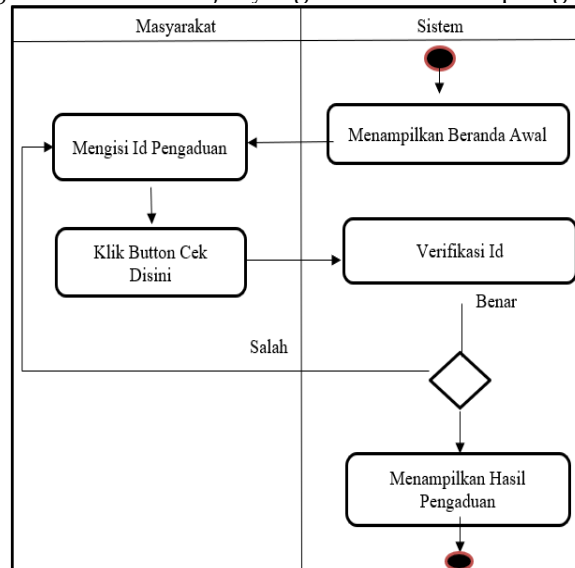 Masyarakat
Sistem
Menampilkan Beranda Awal
Mengisi Id Pengaduan
Klik Button Cek
Disini
Verifikasi Id
Benar
Salah
Menampilkan Hasil
Pengaduan